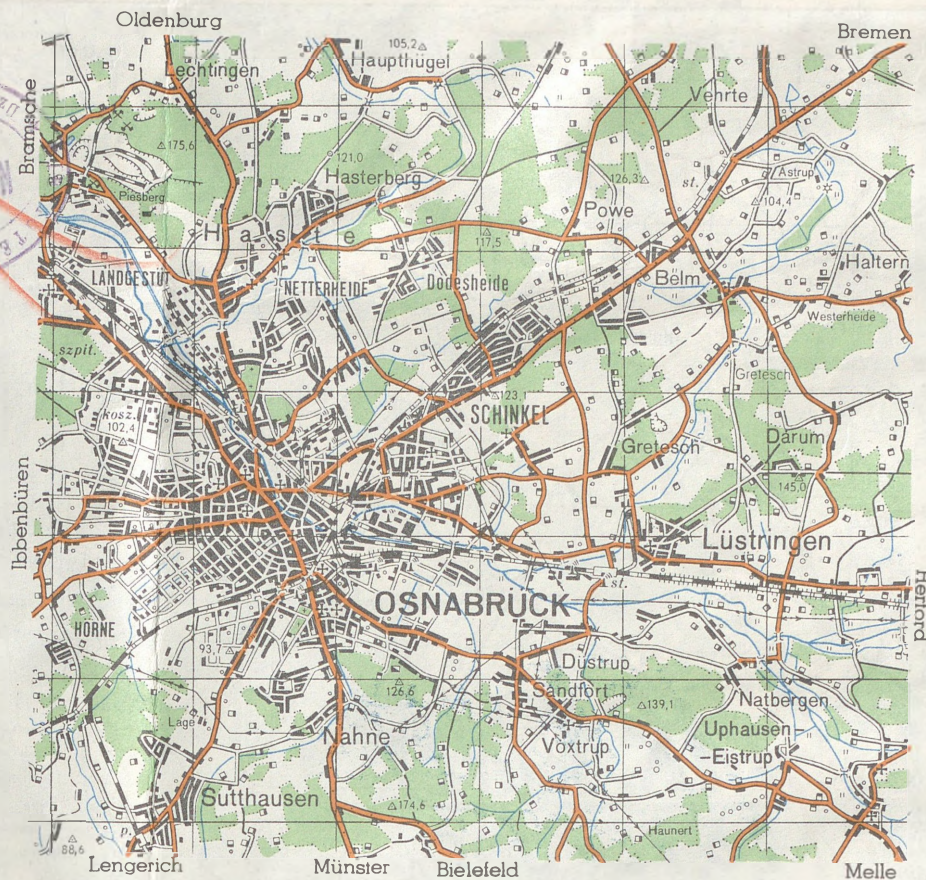 Oldenburg
Bremen
105,2
Haupthügel
Lechtingen
Bramsche
Vehrte
175,6
121,0
Hasterberg
126,3
st.
Astrup
Piesberg
104,4
Powe
Haste
117,5
LANDGESTÜT
NETTERHEIDE
Dodesheide
Belm
Haltern
Westerheide
szpit.
Gretesch
kosz.
102,4
123
SCHINKEL
Gretesch
Darum
145,0
Ibbenbüren
Lüstringen
st.
OSNABRÜCK
Herford
HÖRNE
93,7
Düstrup
126,6
Sandfort
139,1
Natbergen
Lage
Nahne
Voxtrup
Uphausen
-Eistrup
Sutthausen
174,6
p.
88,6
Haunert
Lengerich
Münster
Bielefeld
Melle